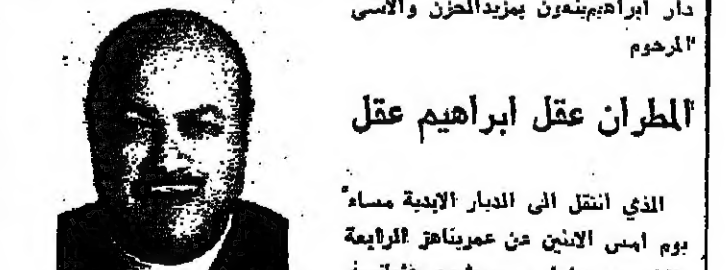 دار ابراهيم ينعون بمزيد الحزن والاسى
المرحوم
المطران عقل ابراهيم عقل
الذي انتقل الى الديار الابدية مساء
يوم امس الاثنين عن عمر يناهز الرابعة